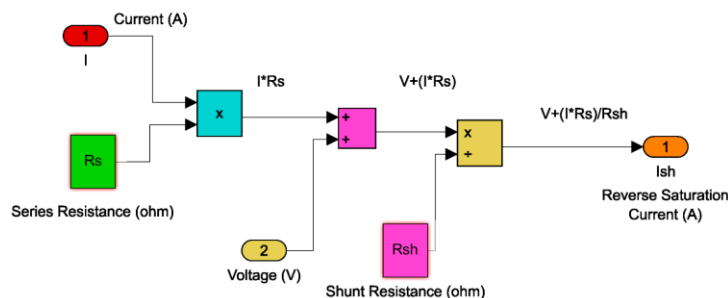 Current (A)
1
I
I*Rs
V+(I*Rs)
V+(I*Rs)/Rsh
x
+
+
x
÷
1
Ish
Reverse Saturation
Current (A)
Rs
Series Resistance (ohm)
2
Voltage (V)
Rsh
Shunt Resistance (ohm)